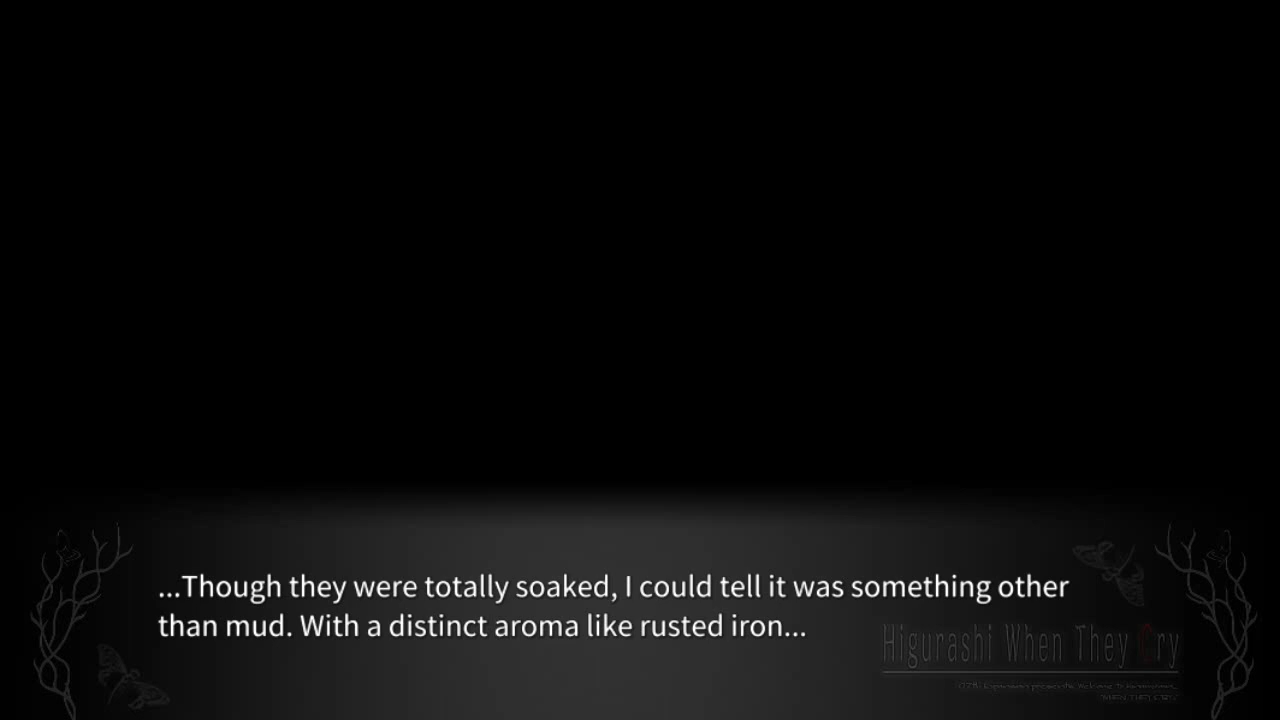 ...Though they were totally soaked, I could tell it was something other
than mud. With a distinct aroma like rusted iron...
Higurashi When They Cry